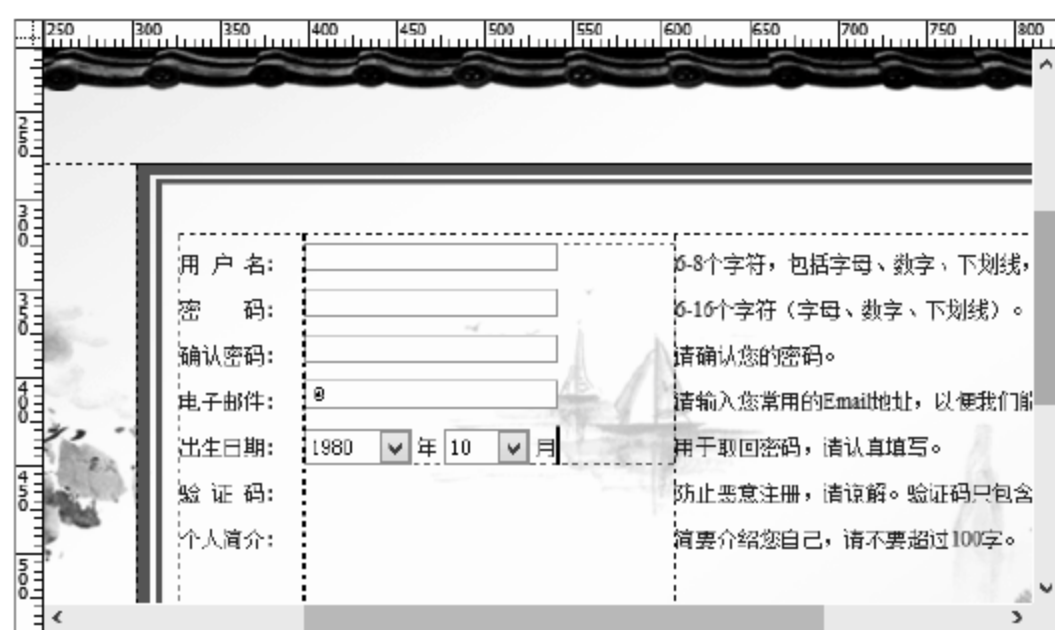 250 300 350 400 450 500 550 600 650 700 750 800
250
300
350
400
450
500
用 户 名: 6-8个字符，包括字母、数字、下划线，
密 码: 6-16个字符（字母、数字、下划线）。
确认密码: 请确认您的密码。
电子邮件: @ 请输入您常用的Email地址，以便我们能
出生日期: 1980 年 10 月 用于取回密码，请认真填写。
验 证 码: 防止恶意注册，请谅解。验证码只包含
个人简介: 简要介绍您自己，请不要超过100字。